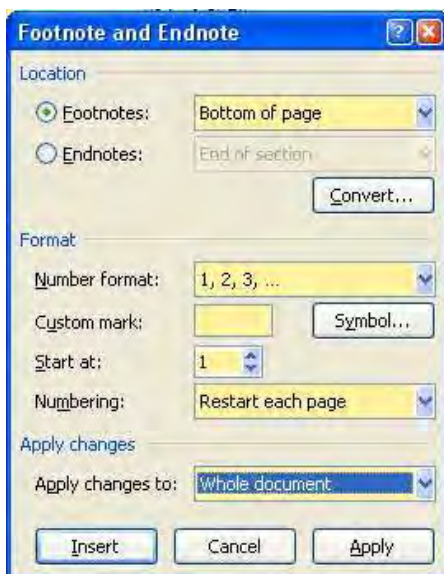 Footnote and Endnote
Location
Footnotes: Bottom of page
Endnotes: End of section
Convert...
Format
Number format: 1, 2, 3, ...
Custom mark: Symbol...
Start at: 1
Numbering: Restart each page
Apply changes
Apply changes to: Whole document
Insert Cancel Apply